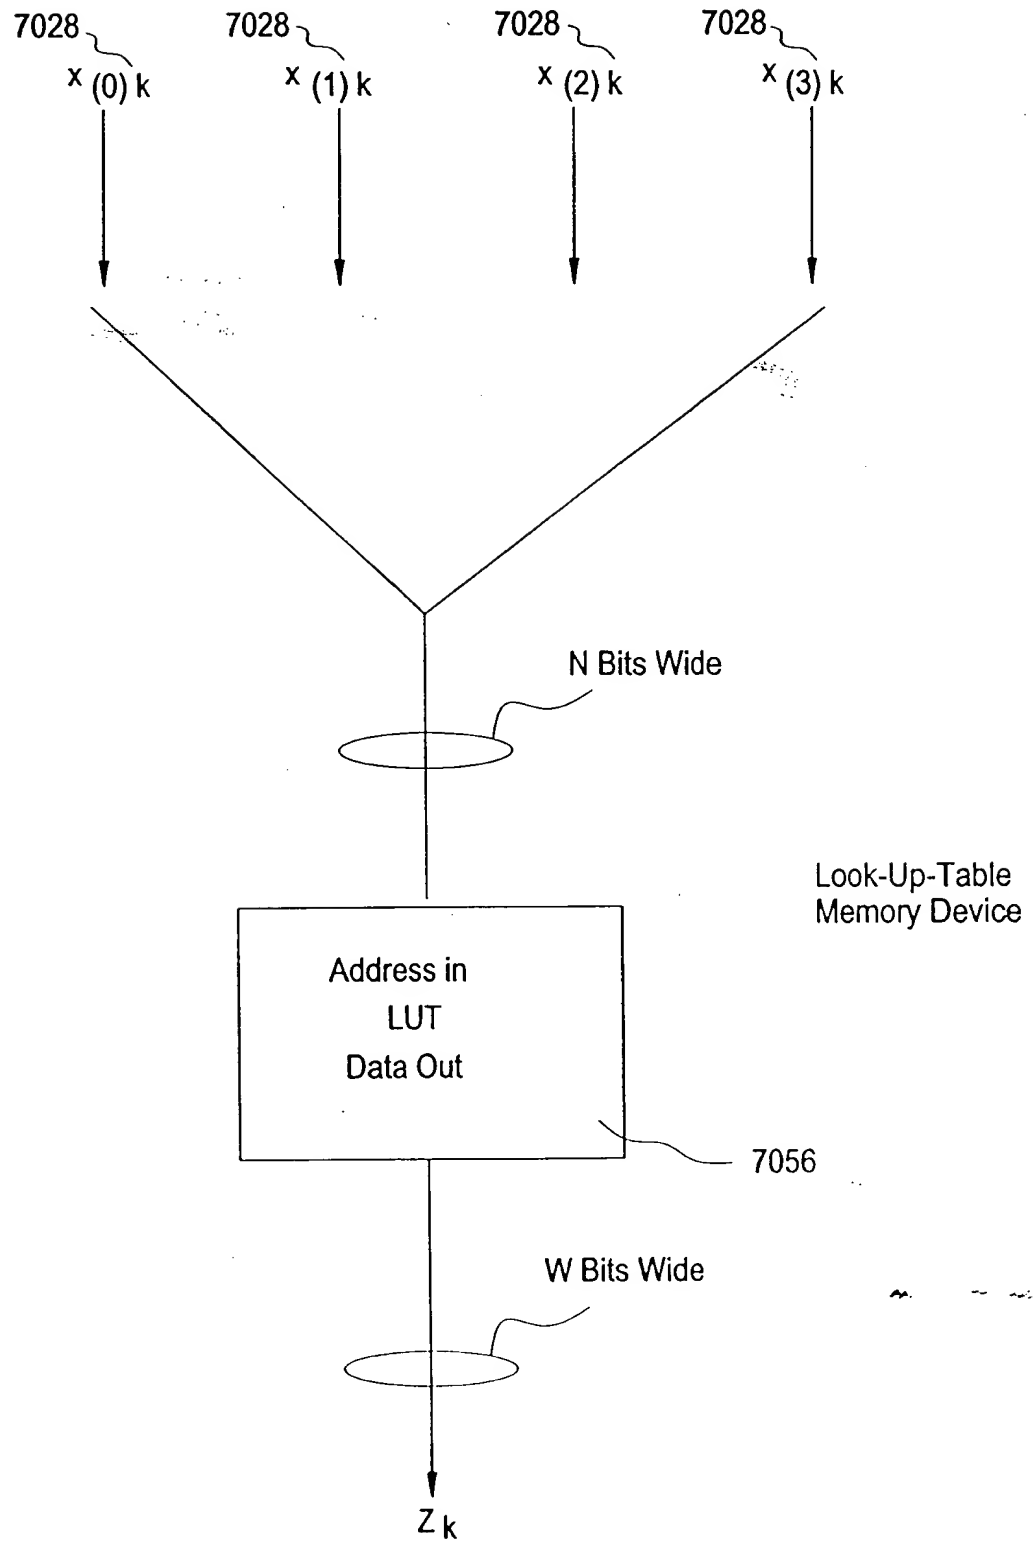 7028 7028 7028 7028
x (0) k x (1) k x (2) k x (3) k
N Bits Wide
Look-Up-Table
Memory Device
Address in
LUT
Data Out
7056
W Bits Wide
Z k